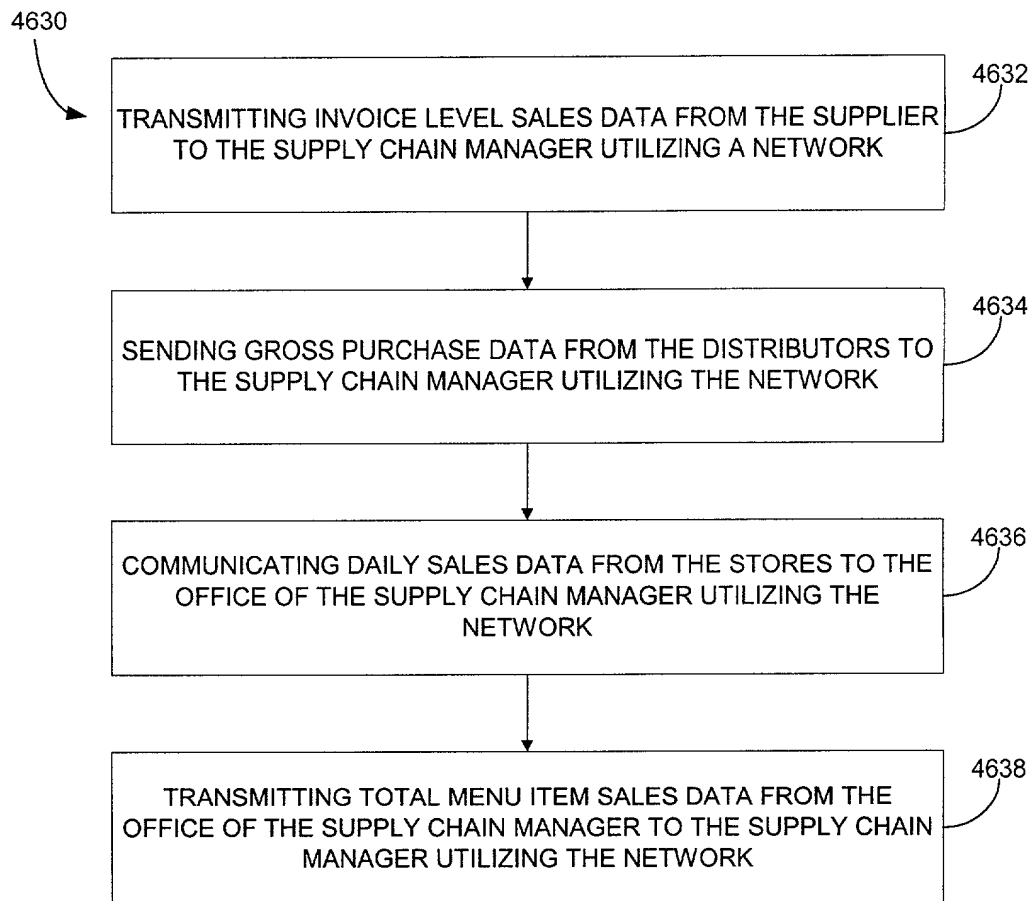 4630
4632
TRANSMITTING INVOICE LEVEL SALES DATA FROM THE SUPPLIER
TO THE SUPPLY CHAIN MANAGER UTILIZING A NETWORK
4634
SENDING GROSS PURCHASE DATA FROM THE DISTRIBUTORS TO
THE SUPPLY CHAIN MANAGER UTILIZING THE NETWORK
4636
COMMUNICATING DAILY SALES DATA FROM THE STORES TO THE
OFFICE OF THE SUPPLY CHAIN MANAGER UTILIZING THE
NETWORK
4638
TRANSMITTING TOTAL MENU ITEM SALES DATA FROM THE
OFFICE OF THE SUPPLY CHAIN MANAGER TO THE SUPPLY CHAIN
MANAGER UTILIZING THE NETWORK